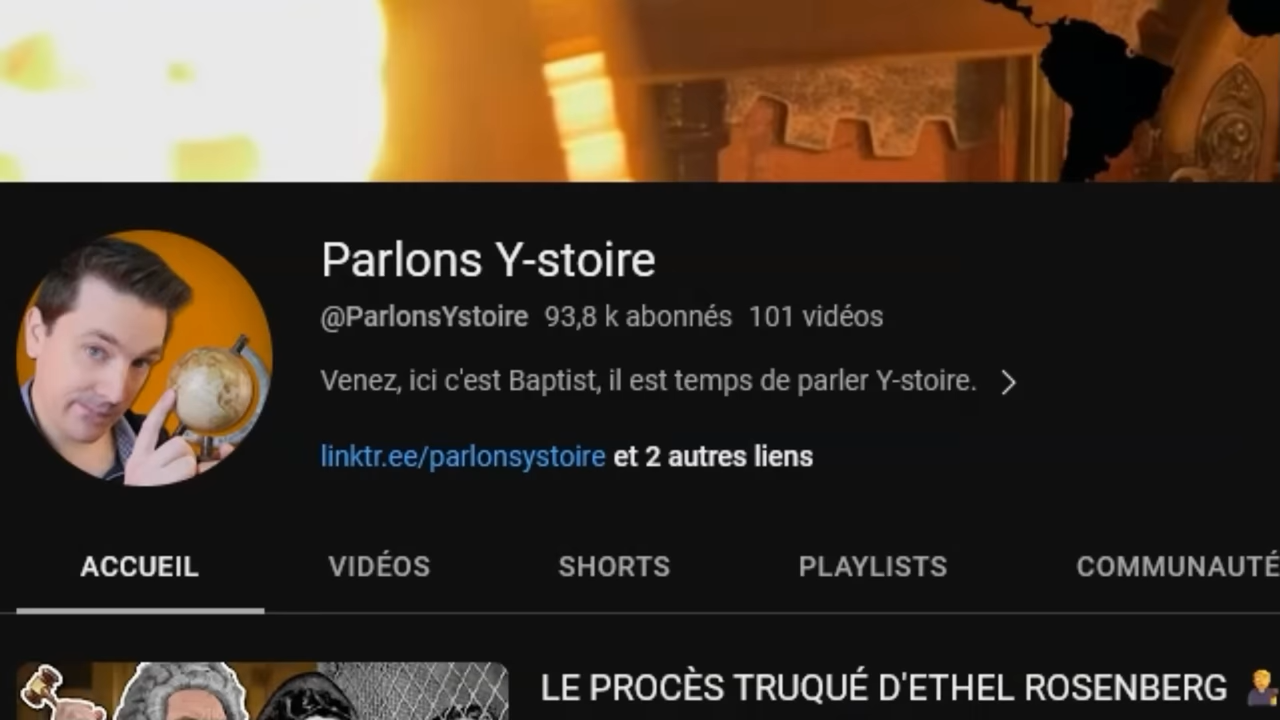 Parlons Y-stoire
@ParlonsYstoire 93,8 k abonnés 101 vidéos
Venez, ici c'est Baptist, il est temps de parler Y-stoire.
linktr.ee/parlonsystoire et 2 autres liens
ACCUEIL VIDÉOS SHORTS PLAYLISTS COMMUNAUTÉ
LE PROCÈS TRUQUÉ D'ETHEL ROSENBERG